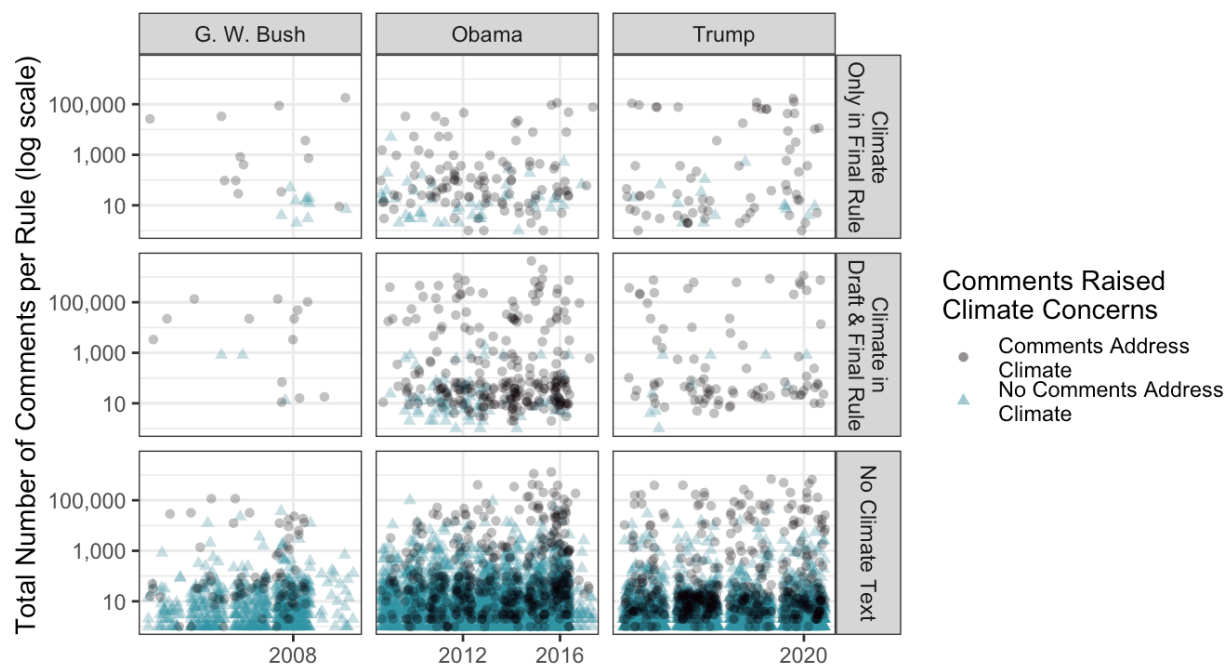 G. W. Bush
Obama
Trump
Total Number of Comments per Rule (log scale)
100,000
1,000
10
Climate
Only in Final Rule
100,000
1,000
10
Climate in
Draft & Final Rule
100,000
1,000
10
No Climate Text
2008
2012
2016
2020
Comments Raised
Climate Concerns
Comments Address
Climate
No Comments Address
Climate